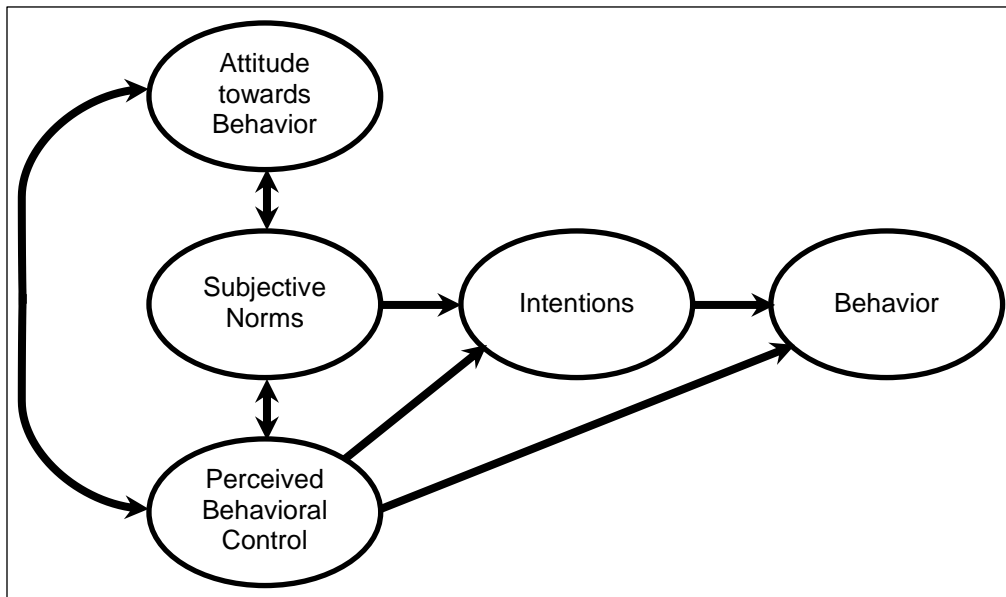 Attitude
towards
Behavior
Subjective
Norms
Intentions
Behavior
Perceived
Behavioral
Control